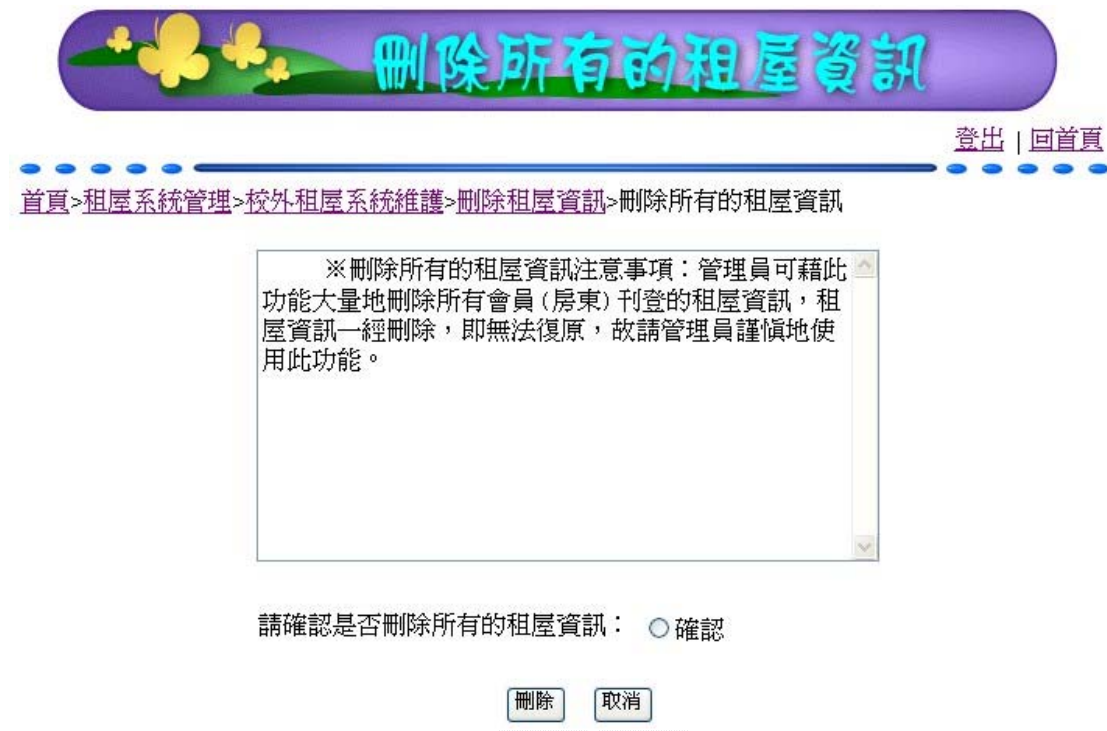 刪除所有的租屋資訊
登出 | 回首頁
首頁>租屋系統管理>校外租屋系統維護>刪除租屋資訊>刪除所有的租屋資訊
※刪除所有的租屋資訊注意事項：管理員可藉此
功能大量地刪除所有會員(房東)刊登的租屋資訊，租
屋資訊一經刪除，即無法復原，故請管理員謹慎地使
用此功能。
請確認是否刪除所有的租屋資訊： 確認
刪除 取消